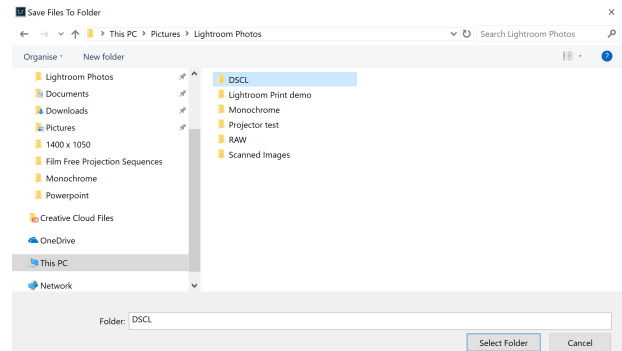 Lr Save Files To Folder
This PC > Pictures > Lightroom Photos
Search Lightroom Photos
Organise New folder
?
Lightroom Photos
Documents
Downloads
Pictures
1400 x 1050
Film Free Projection Sequences
Monochrome
Powerpoint
Creative Cloud Files
OneDrive
This PC
Network
DSCL
Lightroom Print demo
Monochrome
Projector test
RAW
Scanned Images
Folder: DSCL
Select Folder Cancel